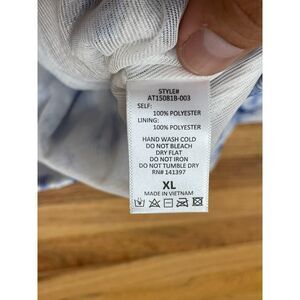 STYLE#
AT15081B-003
SELF:
100% POLYESTER
LINING:
100% POLYESTER
HAND WASH COLD
DO NOT BLEACH
DRY FLAT
DO NOT IRON
DO NOT TUMBLE DRY
RN# 141397
XL
MADE IN VIETNAM